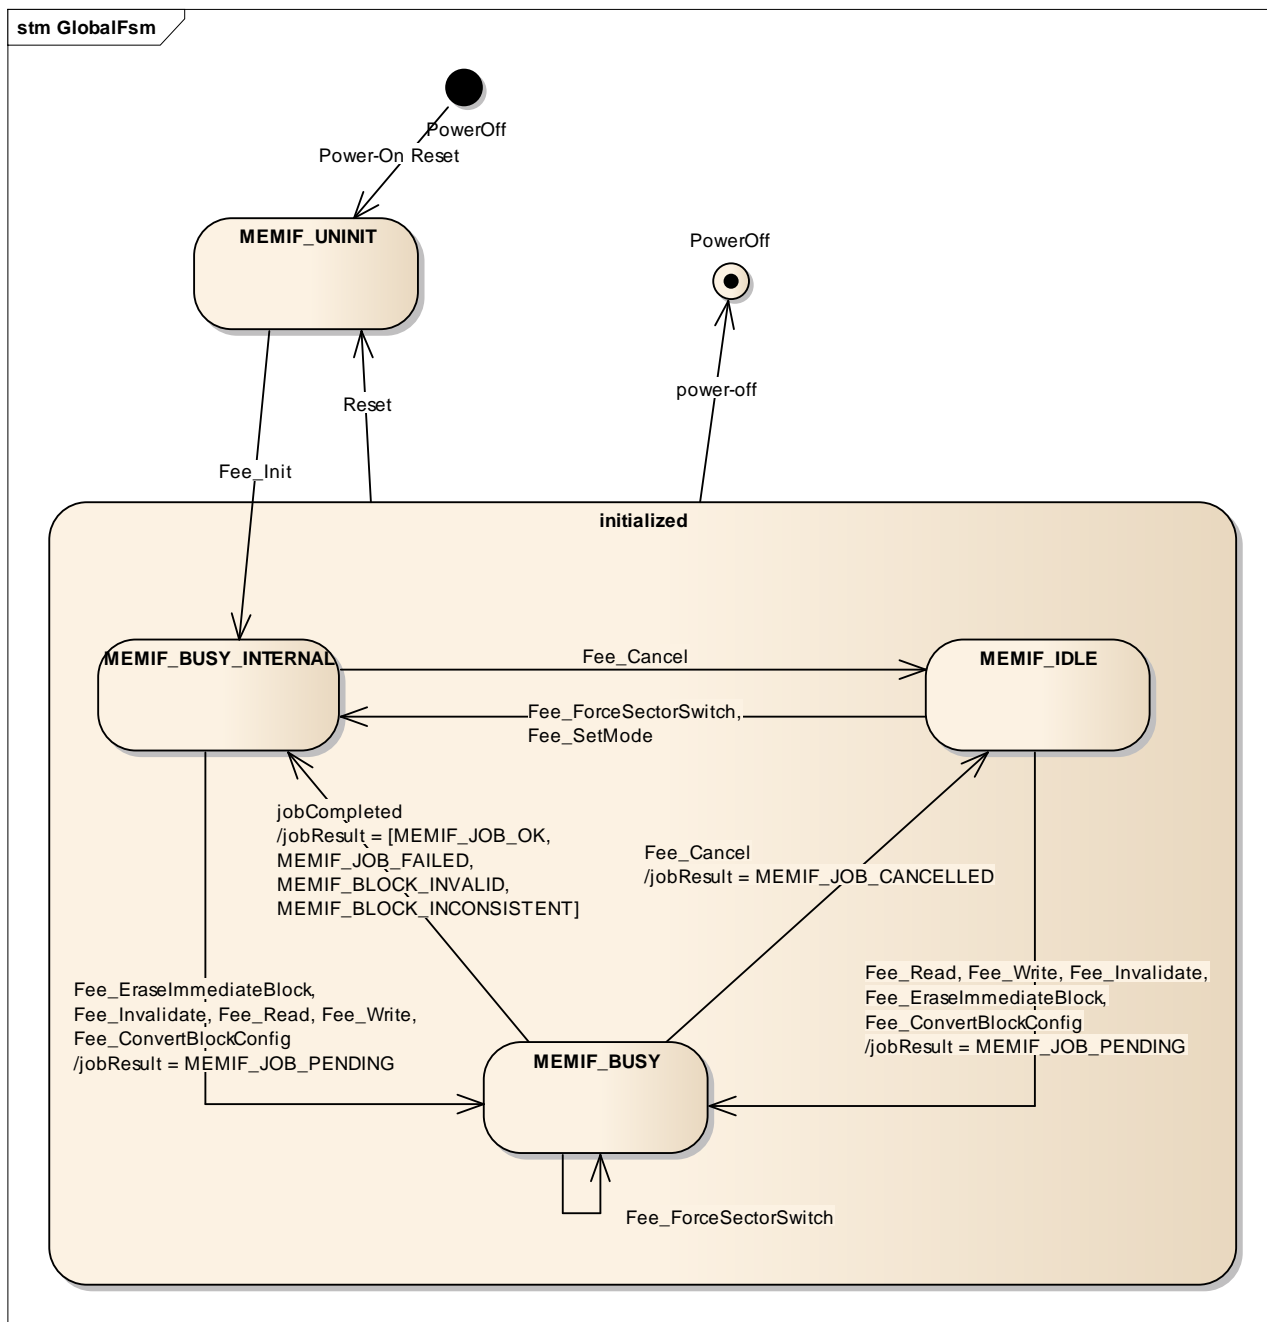 stm GlobalFsm
PowerOff
Power-On Reset
MEMIF_UNINIT
PowerOff
power-off
Reset
Fee_Init
initialized
MEMIF_BUSY_INTERNAL
Fee_Cancel
MEMIF_IDLE
Fee_ForceSectorSwitch,
Fee_SetMode
jobCompleted
/jobResult = [MEMIF_JOB_OK,
MEMIF_JOB_FAILED,
MEMIF_BLOCK_INVALID,
MEMIF_BLOCK_INCONSISTENT]
Fee_Cancel
/jobResult = MEMIF_JOB_CANCELLED
Fee_EraseImmediateBlock,
Fee_Invalidate, Fee_Read, Fee_Write,
Fee_ConvertBlockConfig
/jobResult = MEMIF_JOB_PENDING
Fee_Read, Fee_Write, Fee_Invalidate,
Fee_EraseImmediateBlock,
Fee_ConvertBlockConfig
/jobResult = MEMIF_JOB_PENDING
MEMIF_BUSY
Fee_ForceSectorSwitch